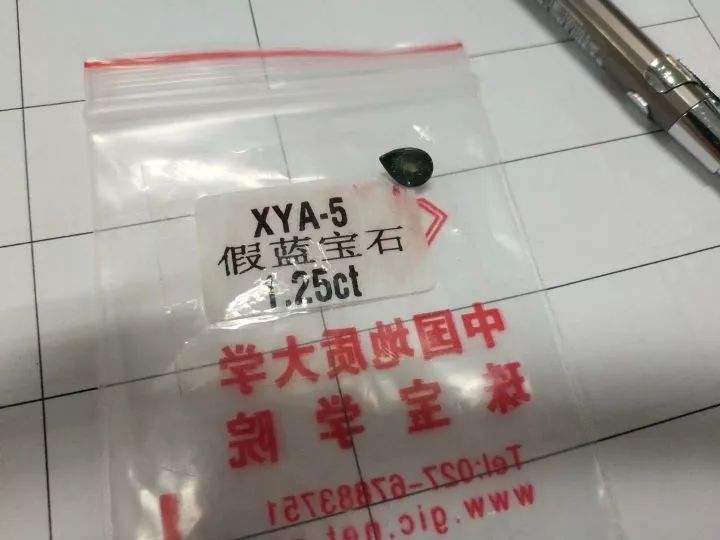 XYA-5
假蓝宝石
1.25ct
中国地质大学
珠宝学院
Tel:027-67883751
www.gic.net